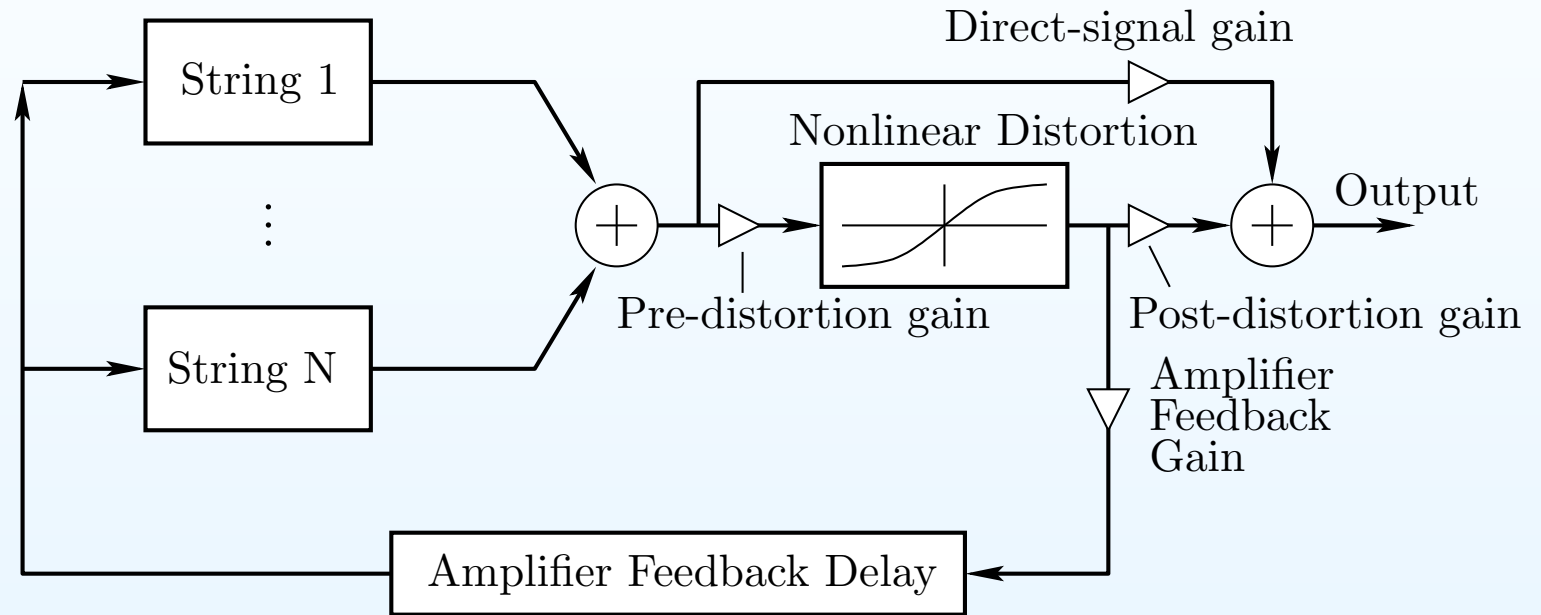 Direct-signal gain
String 1
Nonlinear Distortion
Output
Pre-distortion gain
Post-distortion gain
String N
Amplifier
Feedback
Gain
Amplifier Feedback Delay